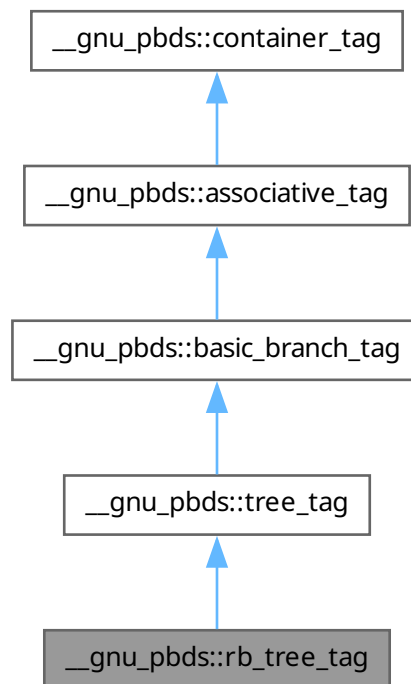 __gnu_pbds::container_tag
__gnu_pbds::associative_tag
__gnu_pbds::basic_branch_tag
__gnu_pbds::tree_tag
__gnu_pbds::rb_tree_tag